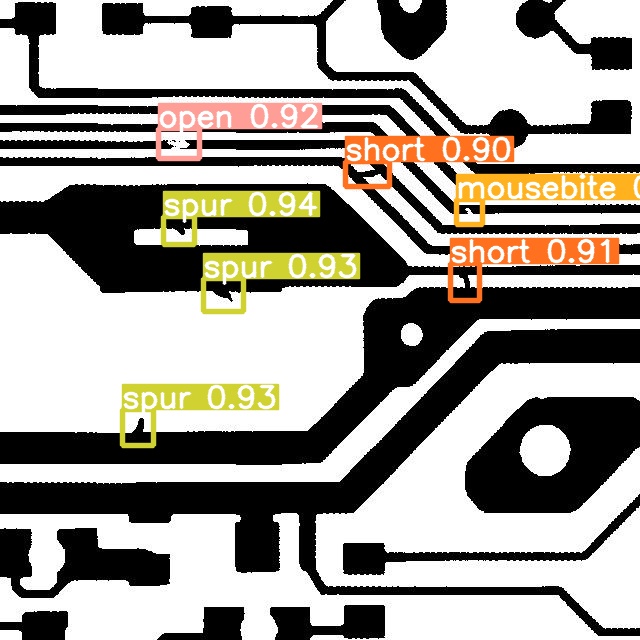 open 0.92
short 0.90
mousebite 0
spur 0.94
short 0.91
spur 0.93
spur 0.93